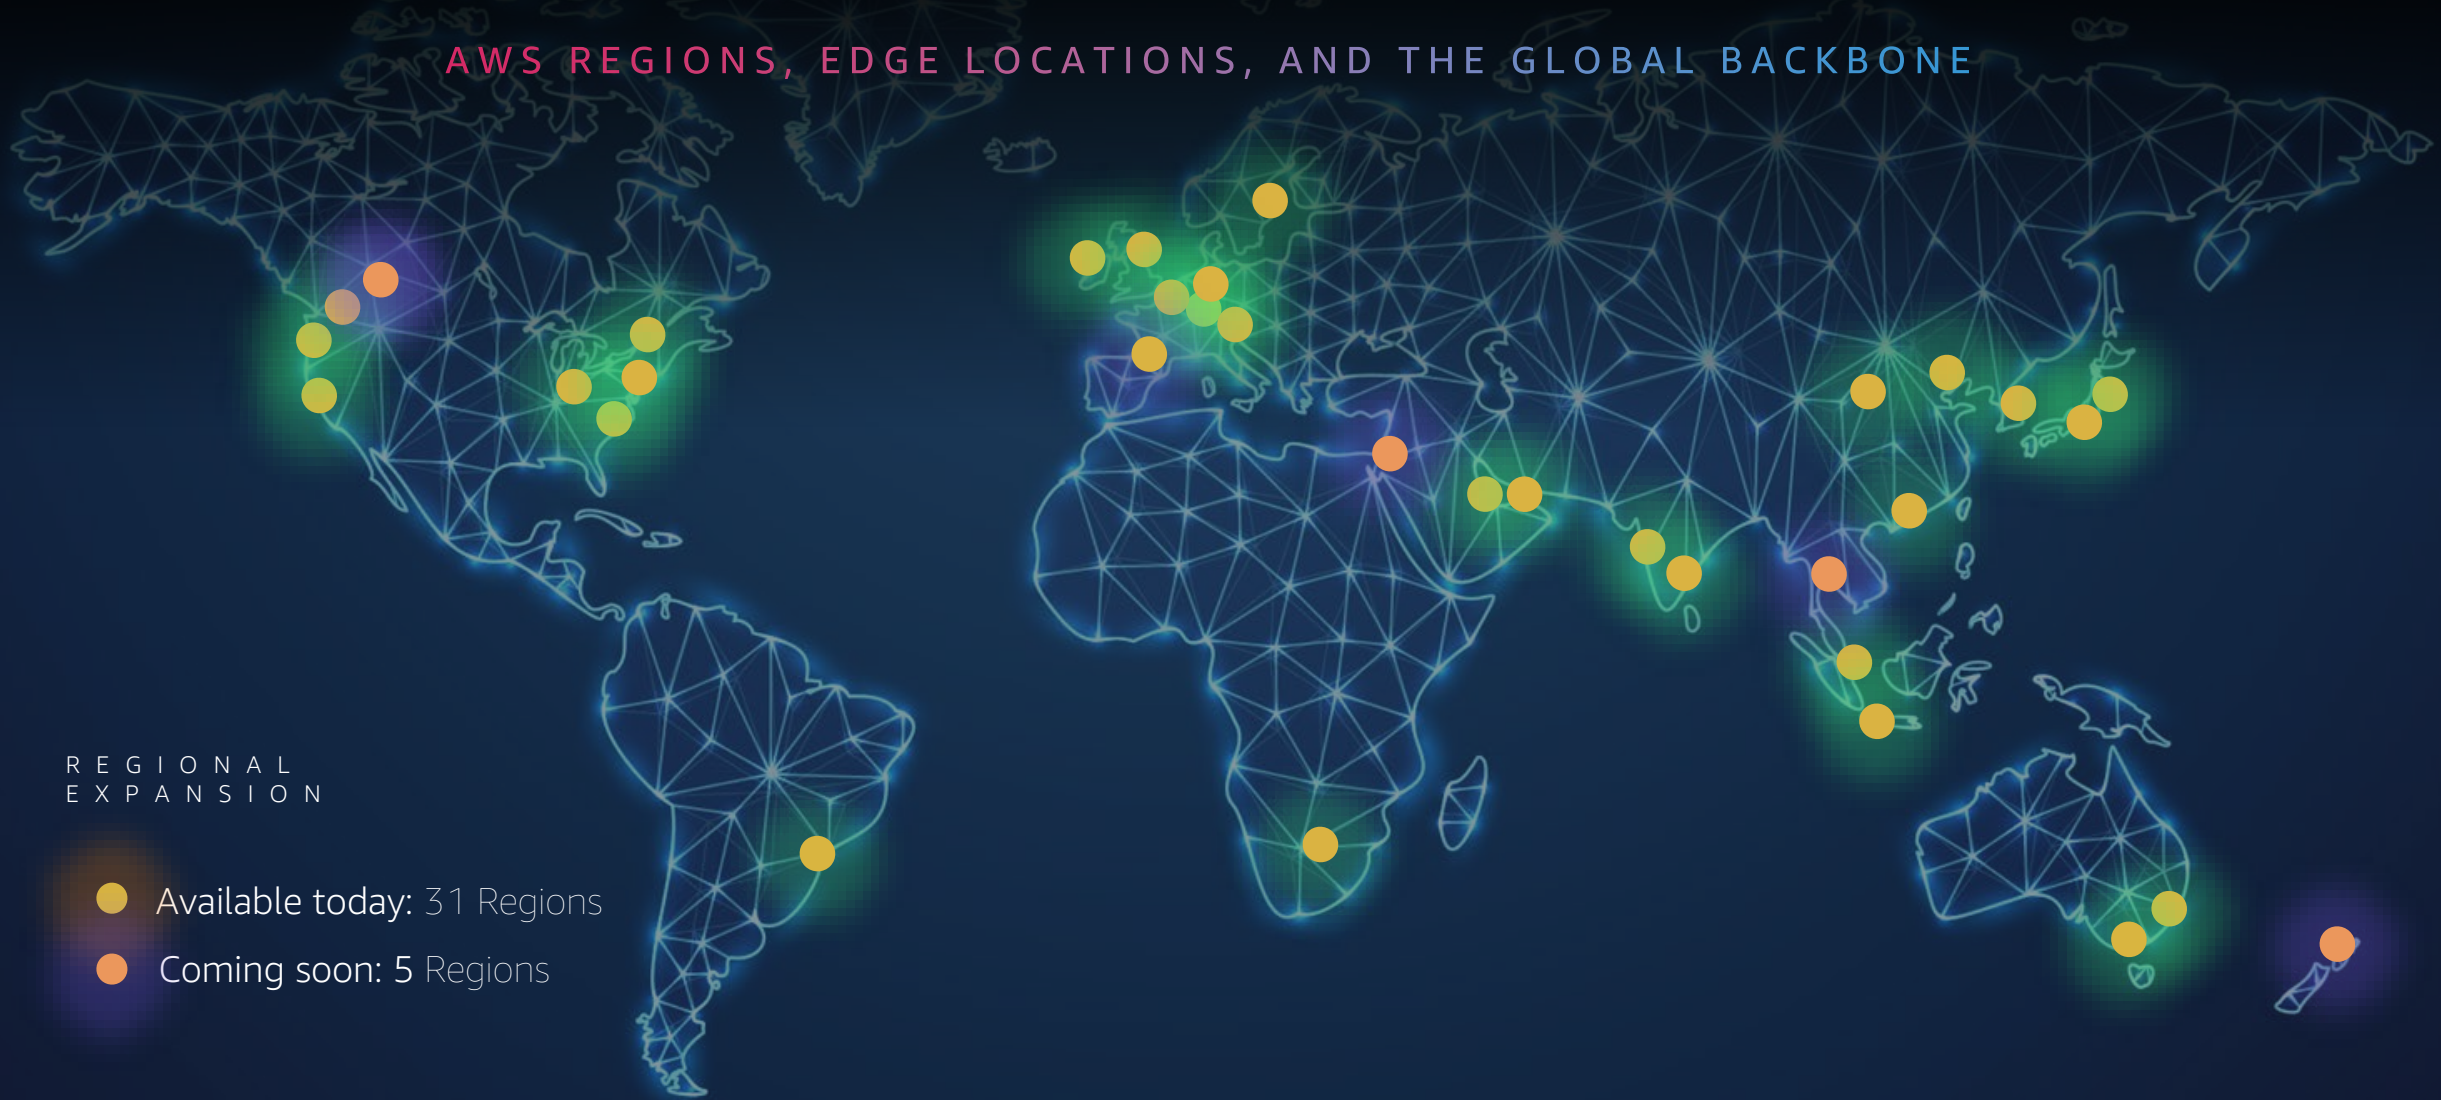 AWS REGIONS, EDGE LOCATIONS, AND THE GLOBAL BACKBONE
REGIONAL
EXPANSION
Available today: 31 Regions
Coming soon: 5 Regions